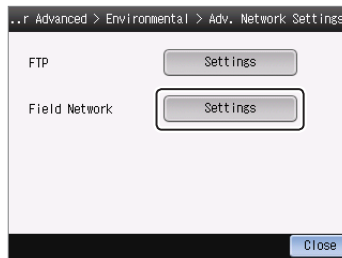 ..r Advanced > Environmental > Adv. Network Settings
FTP Settings
Field Network Settings
Close